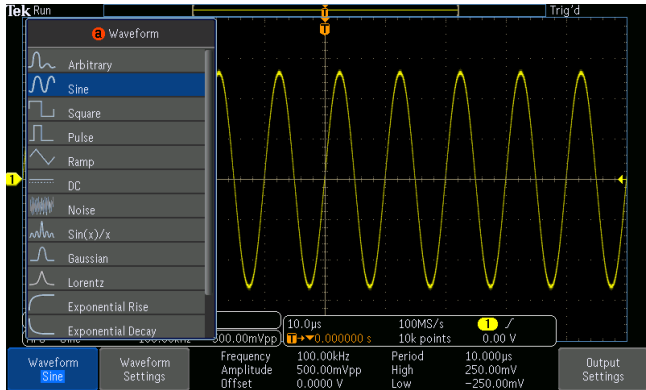 Tek Run Trig'd
a Waveform
T
Arbitrary
Sine
Square
Pulse
Ramp
1
DC
Noise
Sin(x)/x
Gaussian
Lorentz
Exponential Rise
Exponential Decay
500.00mVpp
10.0µs 100MS/s 1
T→▼0.000000 s 10k points 0.00 V
Waveform
Sine
Waveform
Settings
Frequency 100.00kHz Period 10.000µs
Amplitude 500.00mVpp High 250.00mV
Offset 0.0000 V Low -250.00mV
Output
Settings